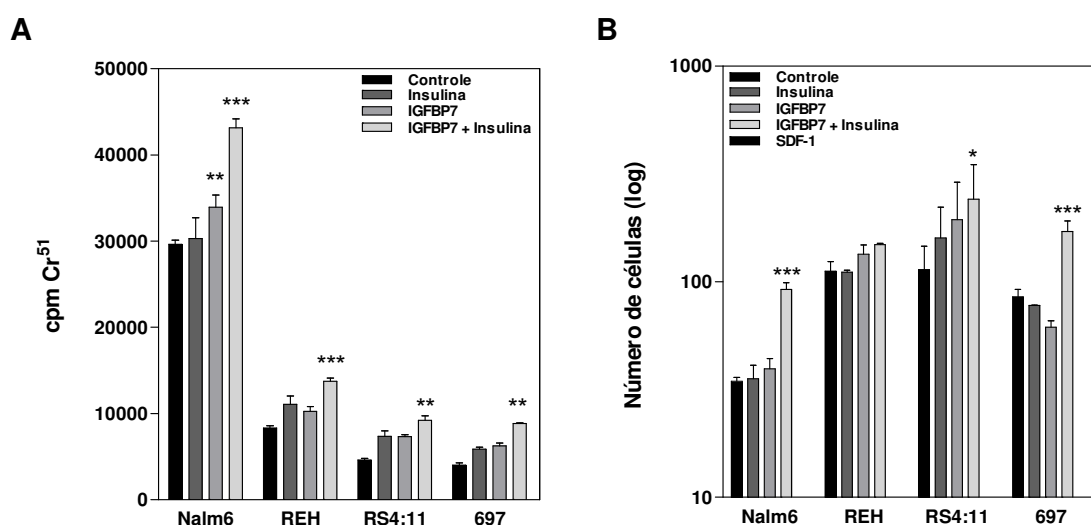 A
50000
40000
30000
20000
10000
0
cpm Cr⁵¹
Controle
Insulina
IGFBP7
IGFBP7 + Insulina
**
***
***
**
**
Nalm6 REH RS4:11 697
B
1000
100
10
Número de células (log)
Controle
Insulina
IGFBP7
IGFBP7 + Insulina
SDF-1
***
*
***
Nalm6 REH RS4:11 697